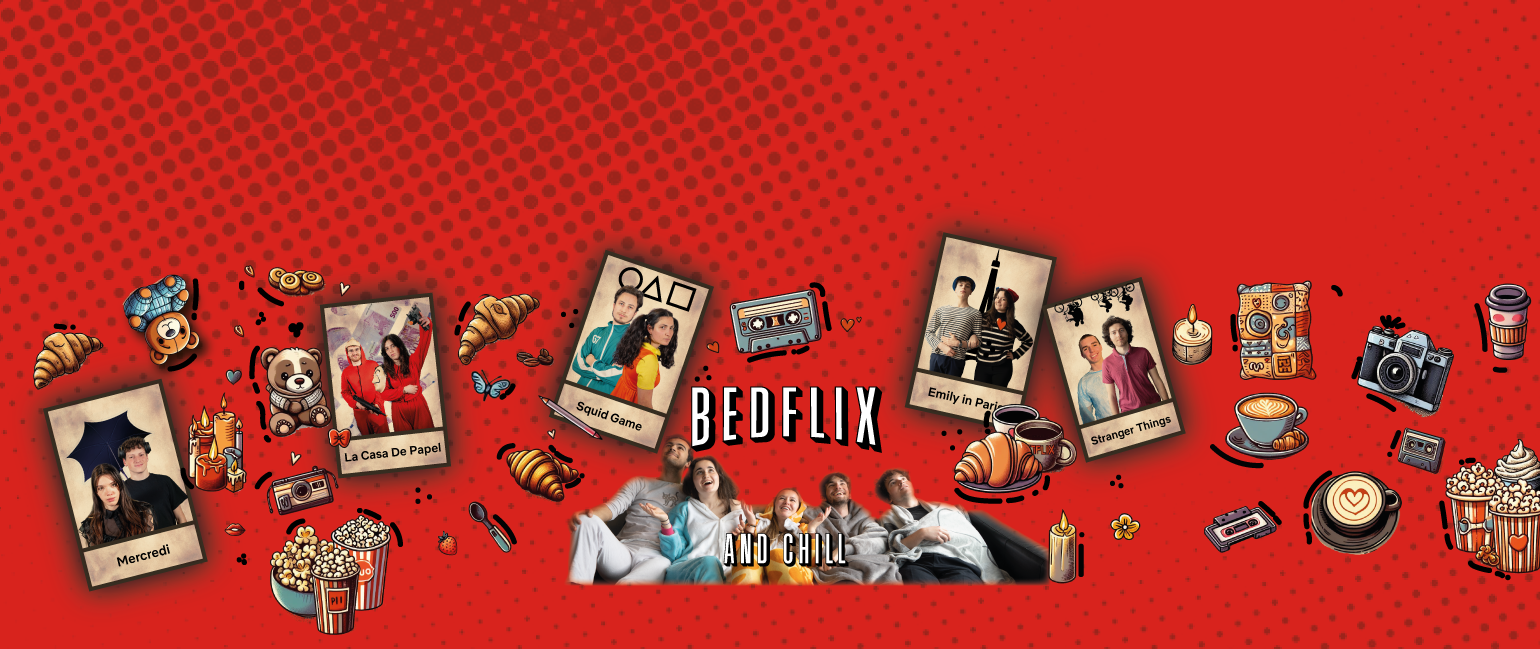 Mercredi
La Casa De Papel
Squid Game
BEDFLIX
AND CHILL
Emily in Paris
Stranger Things